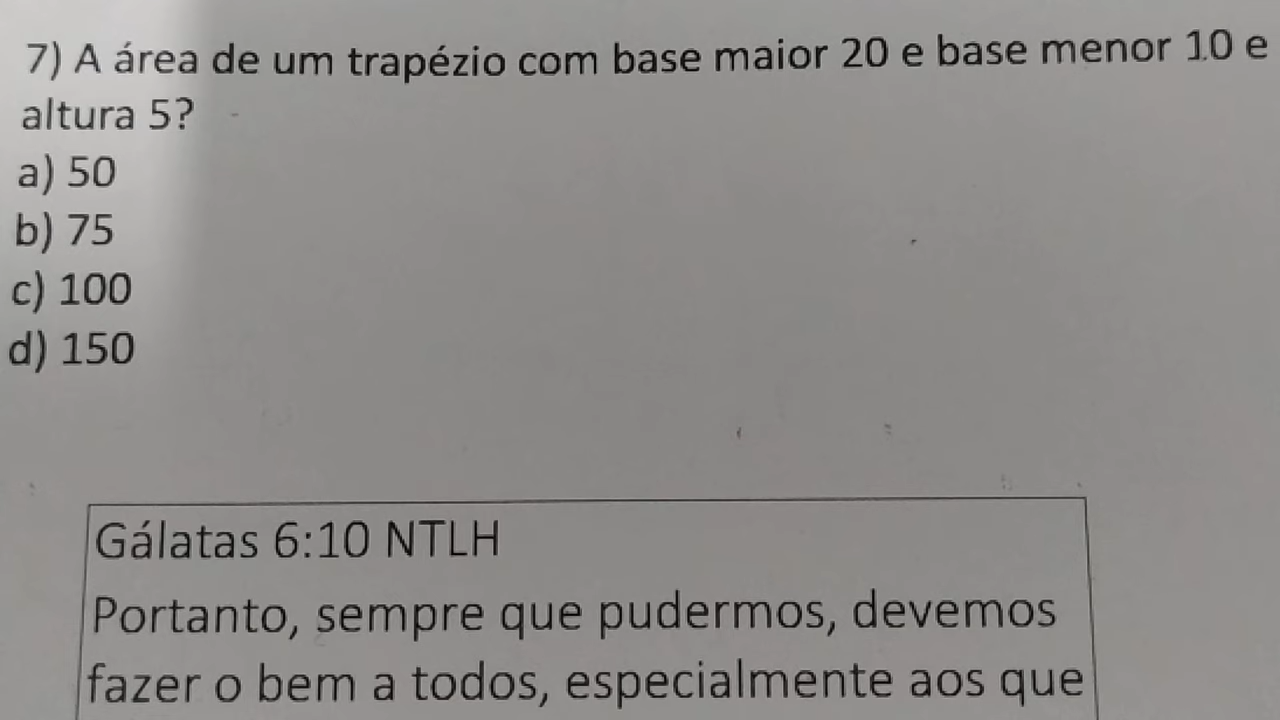 7) A área de um trapézio com base maior 20 e base menor 10 e
altura 5?
a) 50
b) 75
c) 100
d) 150
Gálatas 6:10 NTLH
Portanto, sempre que pudermos, devemos
fazer o bem a todos, especialmente aos que